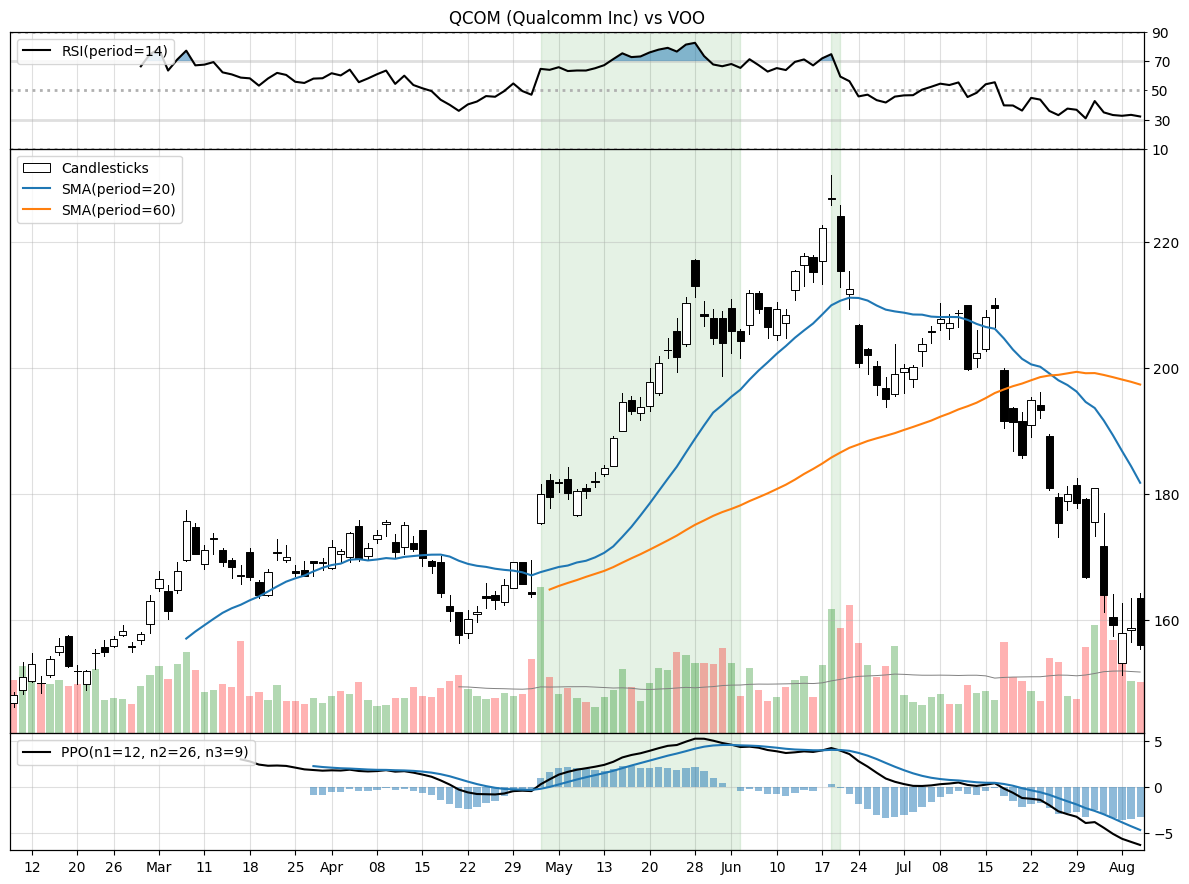 QCOM (Qualcomm Inc) vs VOO
RSI(period=14)
90
70
50
30
10
Candlesticks
SMA(period=20)
SMA(period=60)
220
200
180
160
PPO(n1=12, n2=26, n3=9)
5
0
−5
12 20 26 Mar 11 18 25 Apr 08 15 22 29 May 13 20 28 Jun 10 17 24 Jul 08 15 22 29 Aug